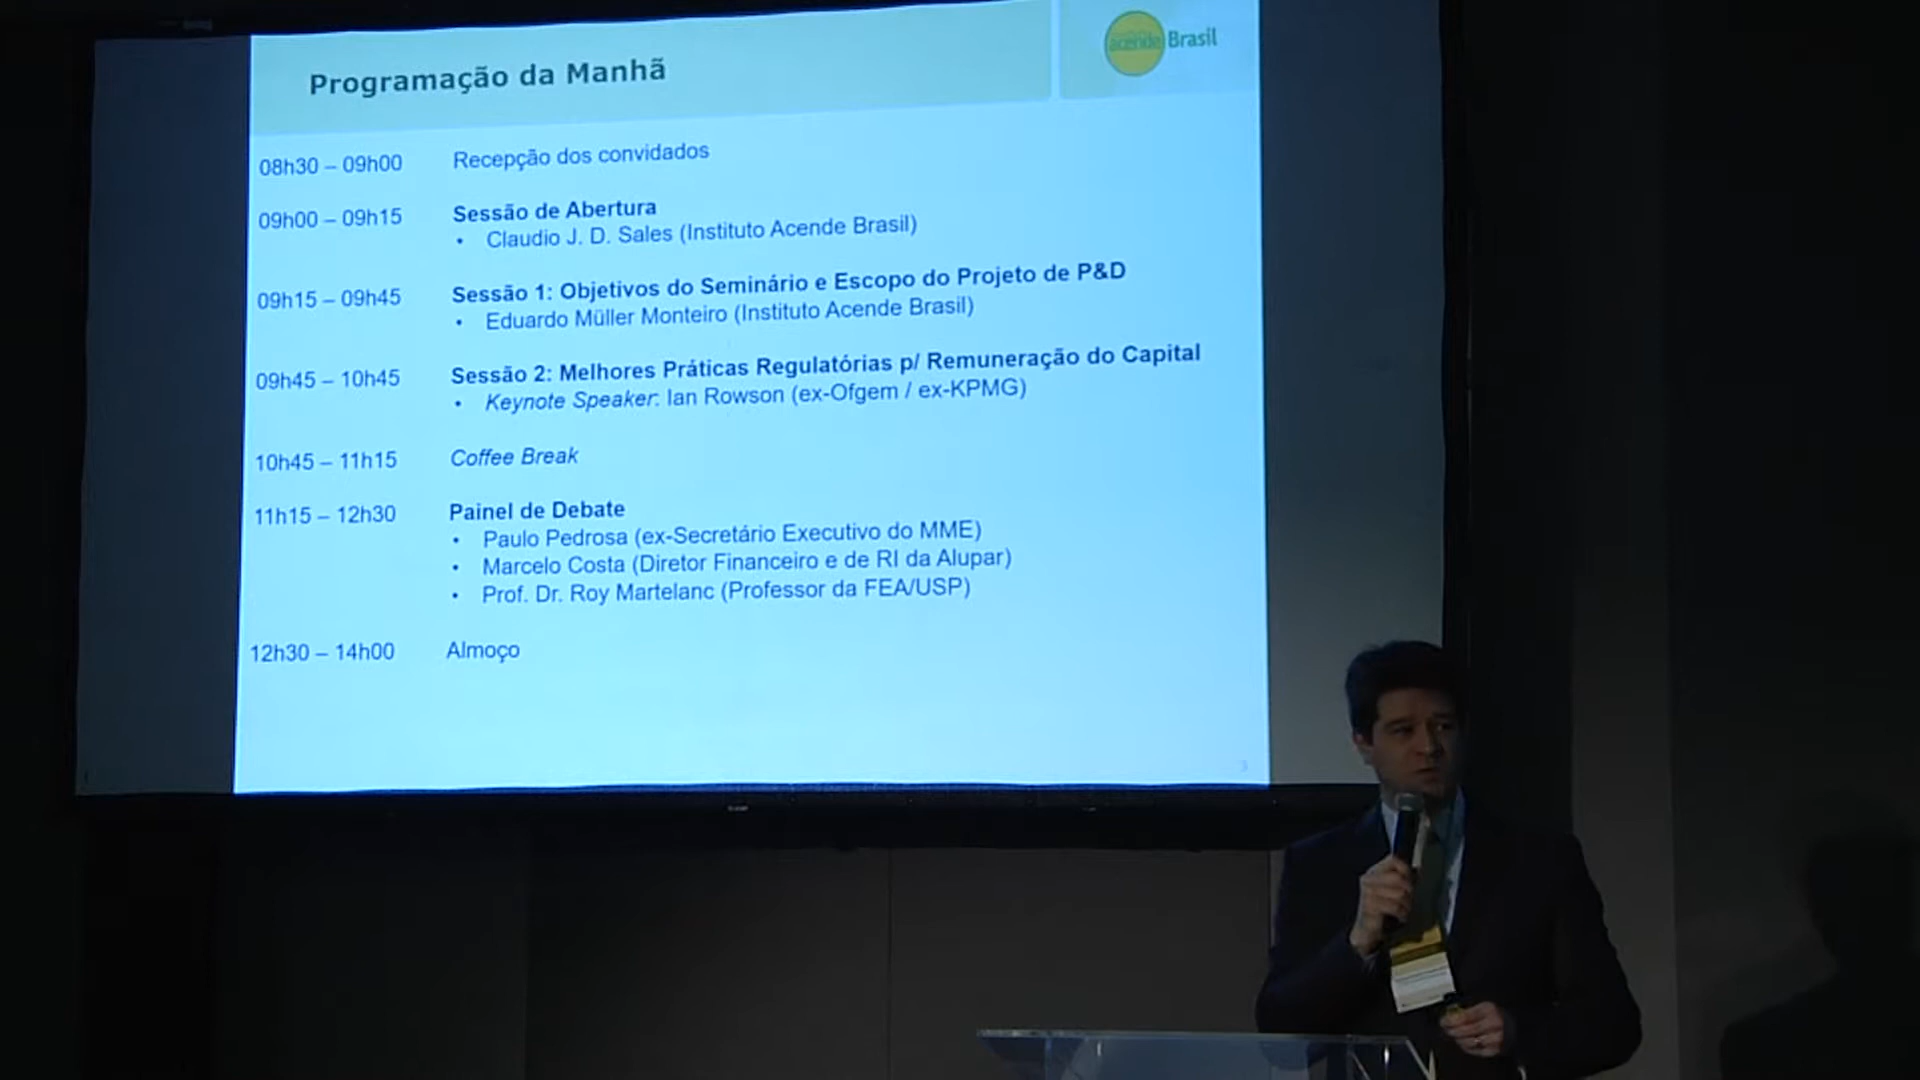 Programação da Manhã
acende Brasil
08h30 – 09h00 Recepção dos convidados
09h00 – 09h15 Sessão de Abertura
• Claudio J. D. Sales (Instituto Acende Brasil)
09h15 – 09h45 Sessão 1: Objetivos do Seminário e Escopo do Projeto de P&D
• Eduardo Müller Monteiro (Instituto Acende Brasil)
09h45 – 10h45 Sessão 2: Melhores Práticas Regulatórias p/ Remuneração do Capital
• Keynote Speaker: Ian Rowson (ex-Ofgem / ex-KPMG)
10h45 – 11h15 Coffee Break
11h15 – 12h30 Painel de Debate
• Paulo Pedrosa (ex-Secretário Executivo do MME)
• Marcelo Costa (Diretor Financeiro e de RI da Alupar)
• Prof. Dr. Roy Martelanc (Professor da FEA/USP)
12h30 – 14h00 Almoço
3